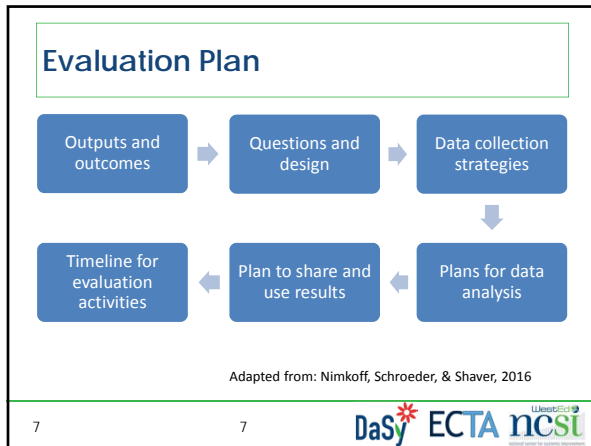 Evaluation Plan
Outputs and
outcomes
Questions and
design
Data collection
strategies
Plans for data
analysis
Plan to share and
use results
Timeline for
evaluation
activities
Adapted from: Nimkoff, Schroeder, & Shaver, 2016
7
7
DaSy
ECTA
WestEd
ncsi